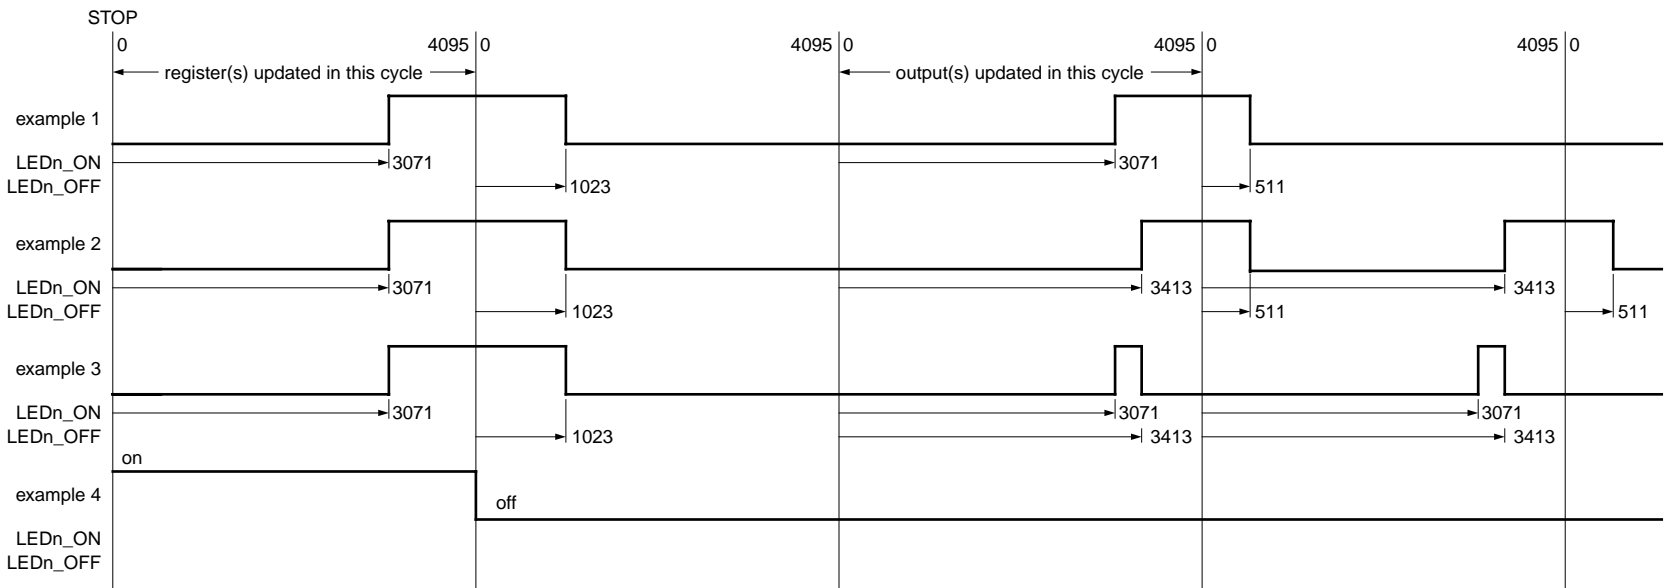 STOP
0 4095 0 4095 0 4095 0 4095 0
register(s) updated in this cycle output(s) updated in this cycle
example 1
LEDn_ON 3071 3071
LEDn_OFF 1023 511
example 2
LEDn_ON 3071 3413 3413
LEDn_OFF 1023 511 511
example 3
LEDn_ON 3071 3071 3071
LEDn_OFF 1023 3413 3413
on
example 4 off
LEDn_ON
LEDn_OFF